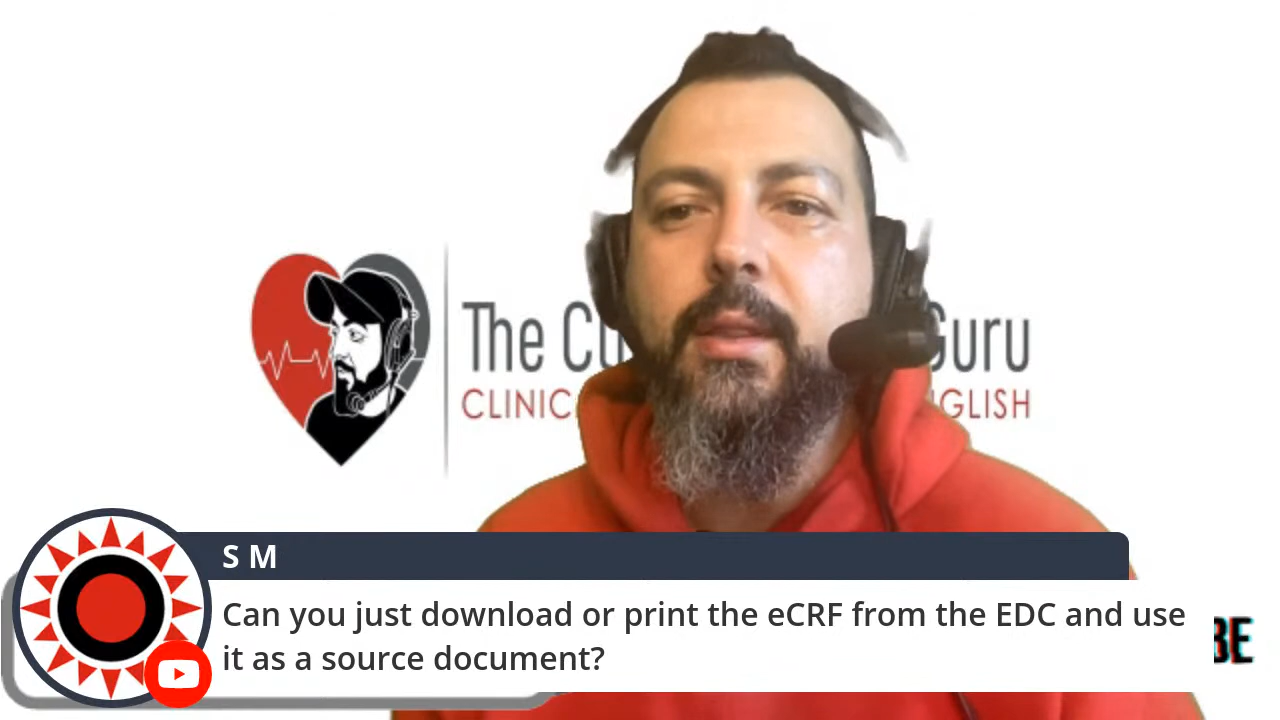 The Guru
CLINIC GLISH
S M
Can you just download or print the eCRF from the EDC and use
it as a source document?
BE